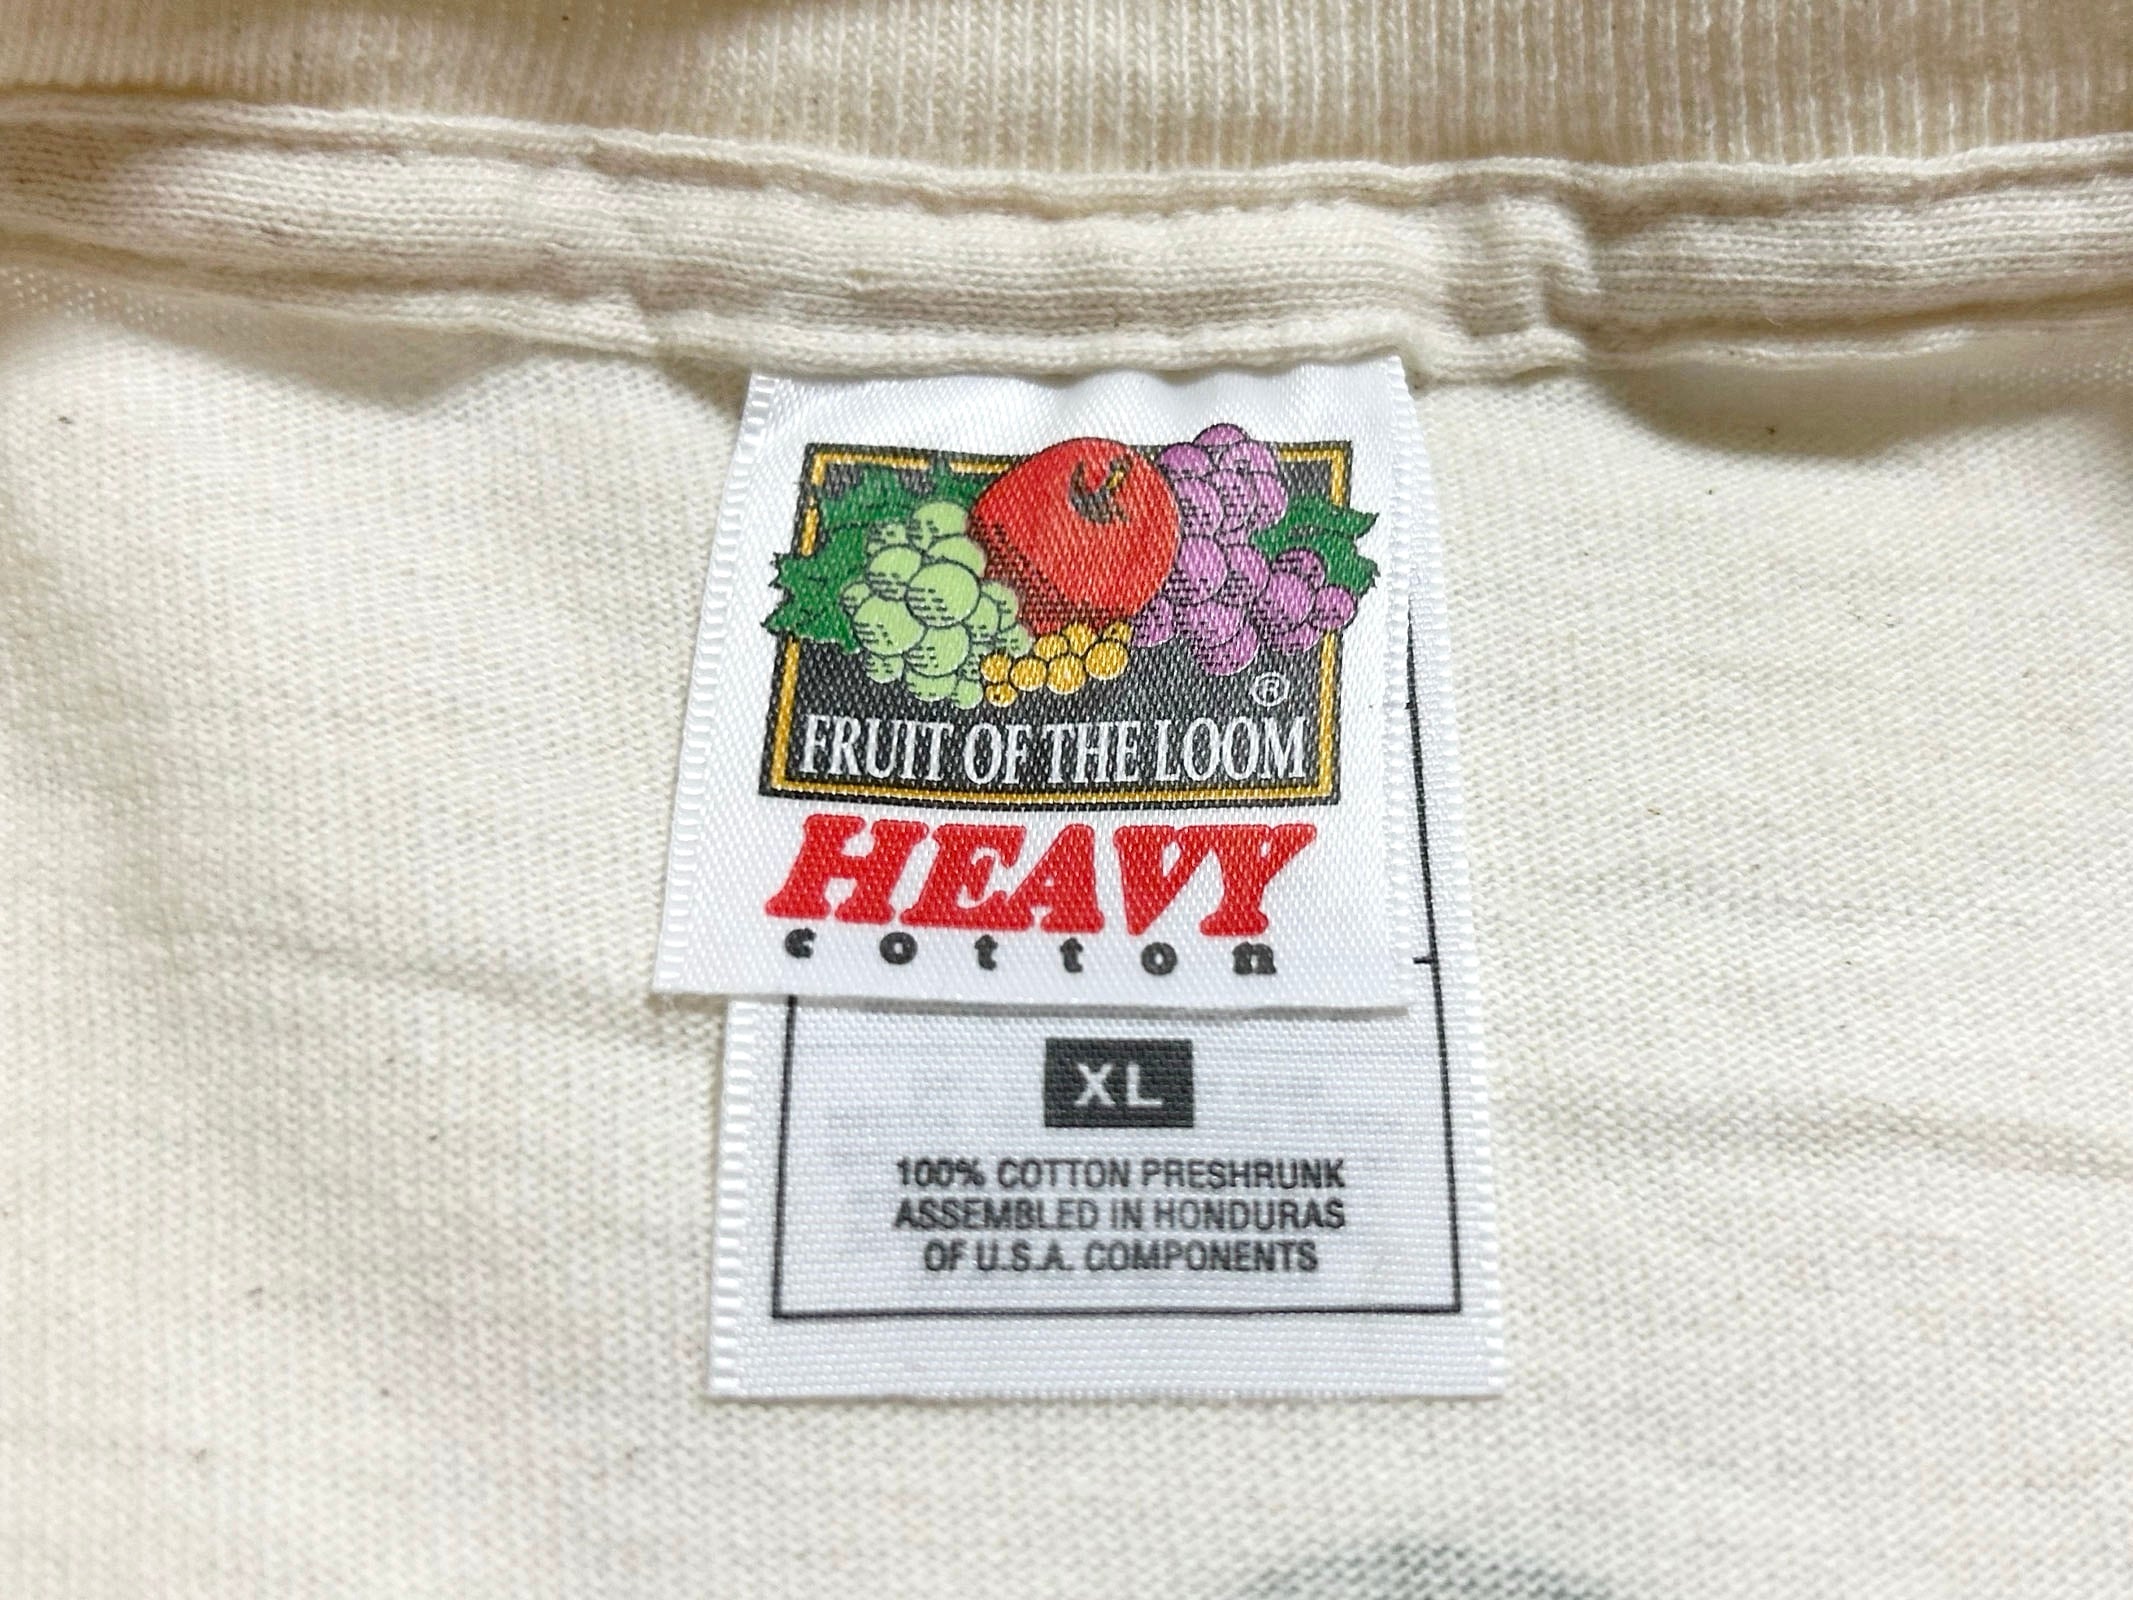 ®
FRUIT OF THE LOOM
HEAVY
cotton
XL
100% COTTON PRESHRUNK
ASSEMBLED IN HONDURAS
OF U.S.A. COMPONENTS